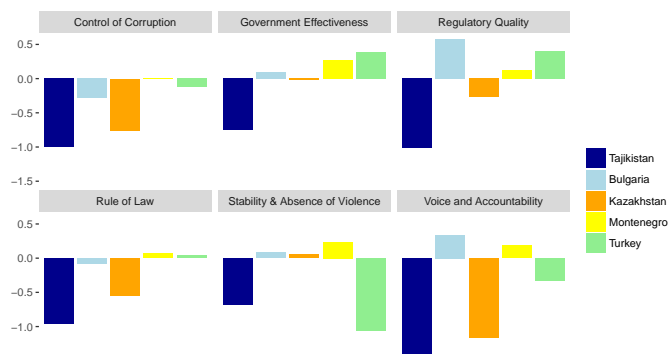 Control of Corruption
Government Effectiveness
Regulatory Quality
0.5
0.0
−0.5
−1.0
−1.5
Rule of Law
Stability & Absence of Violence
Voice and Accountability
0.5
0.0
−0.5
−1.0
Tajikistan
Bulgaria
Kazakhstan
Montenegro
Turkey